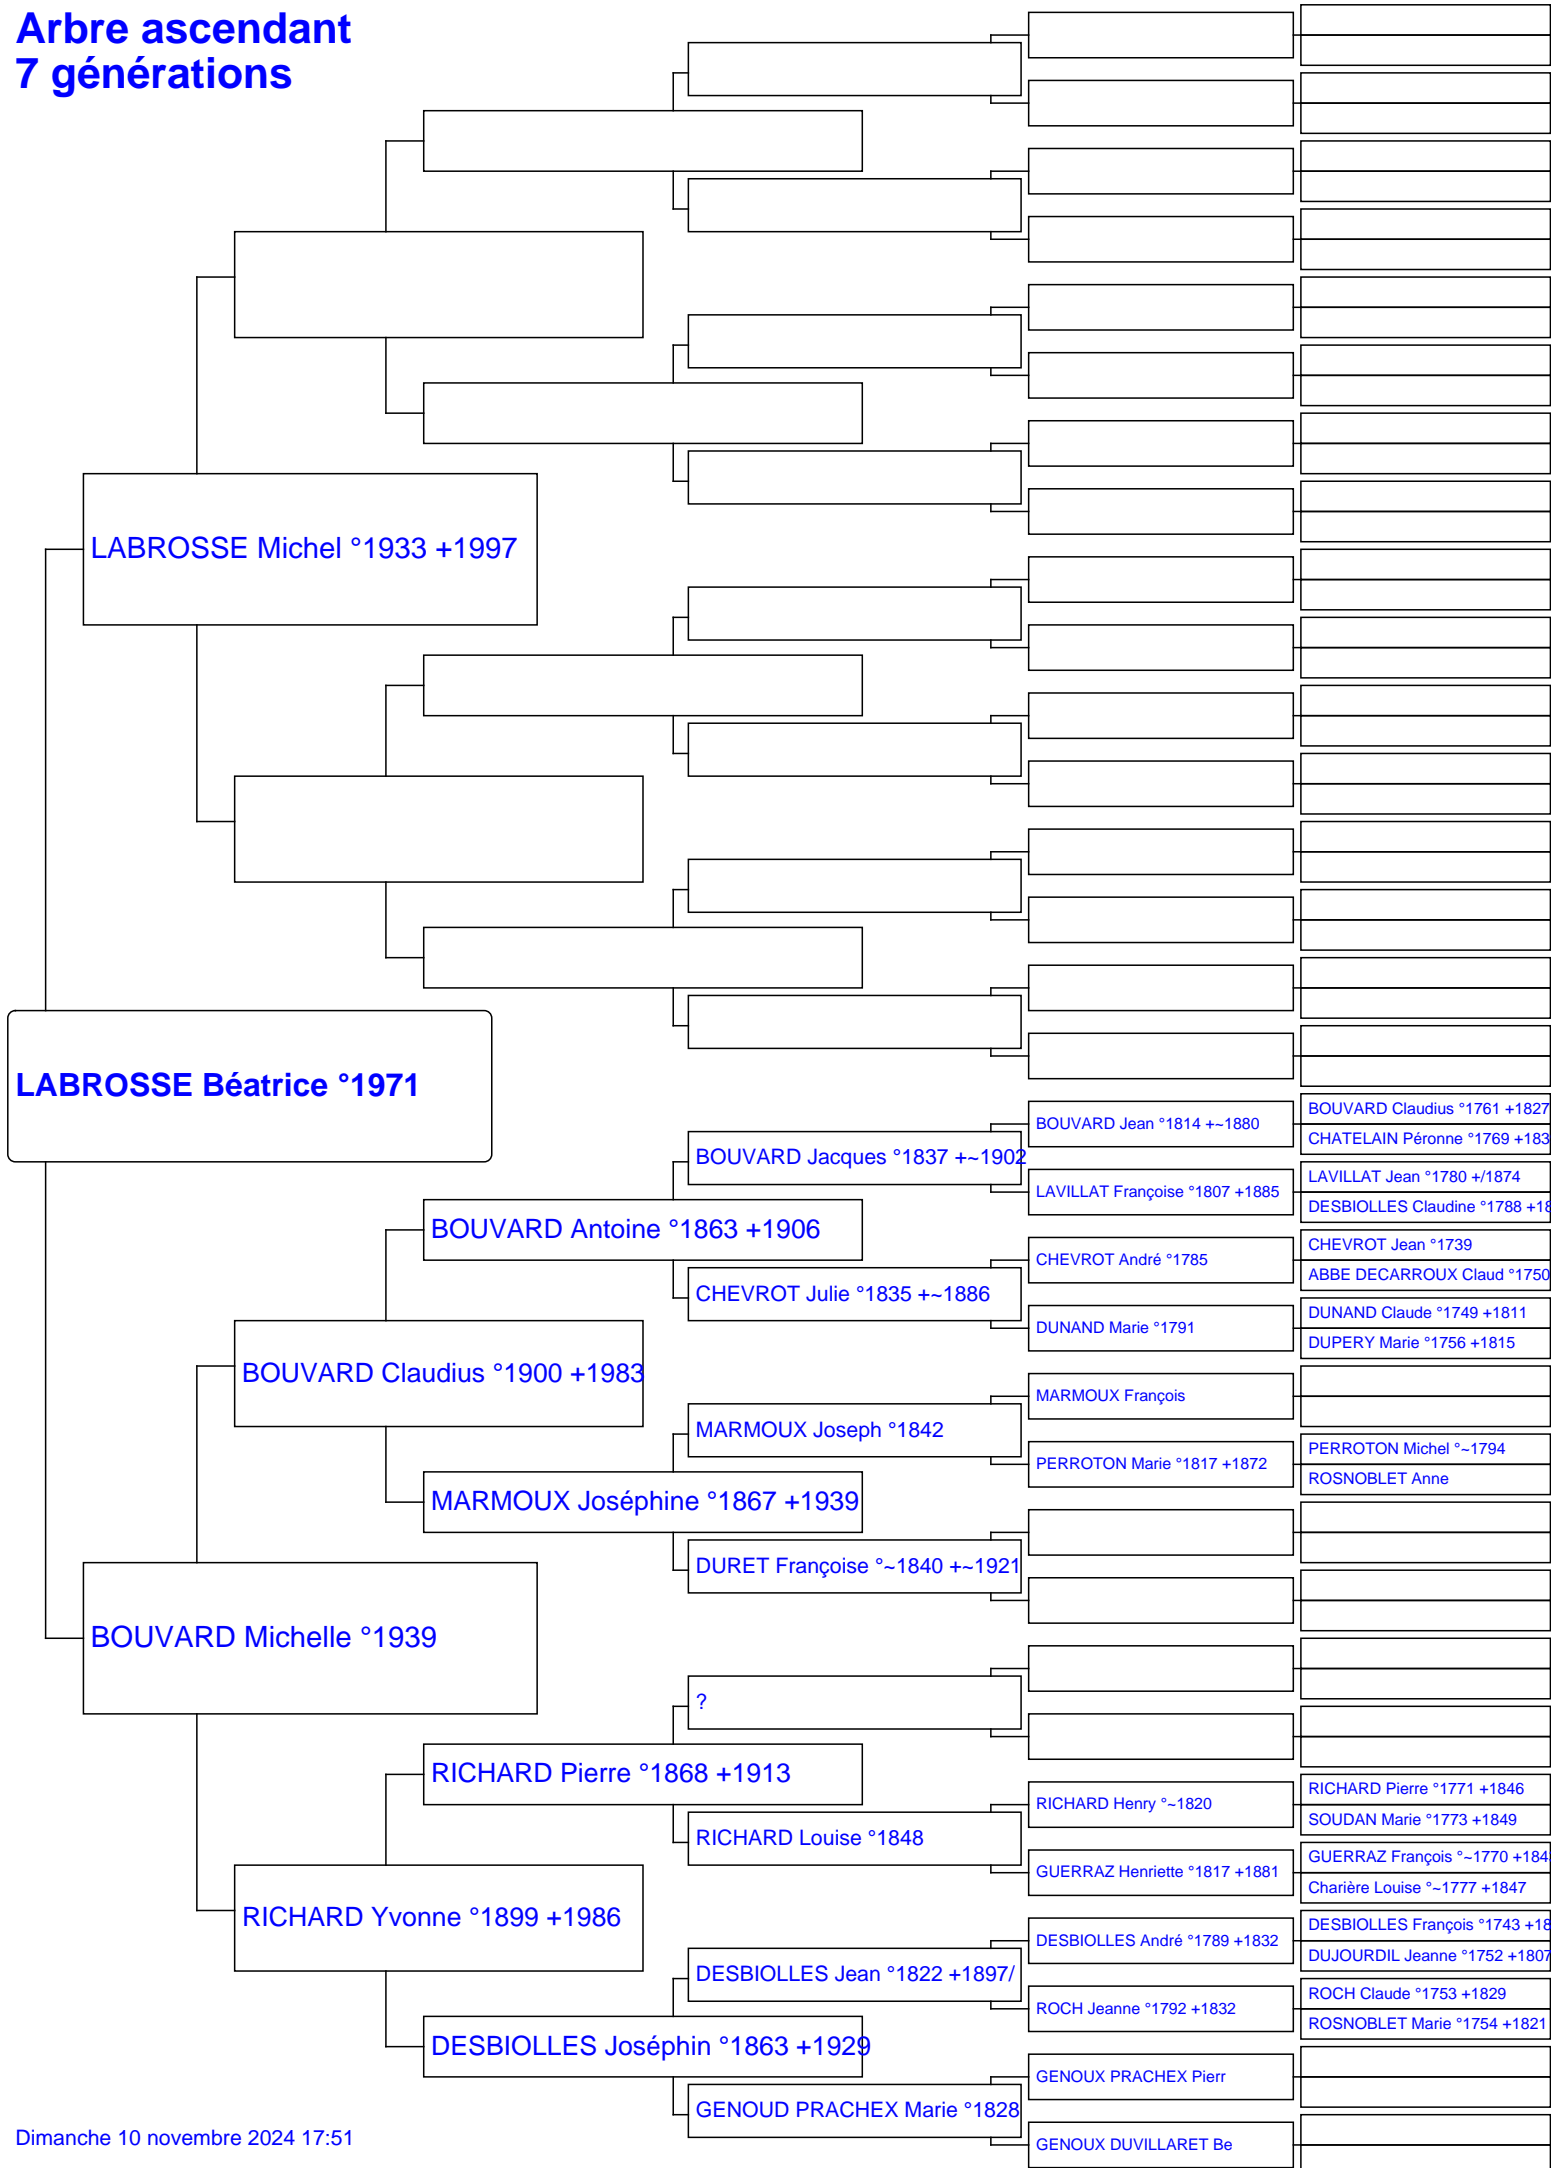 Arbre ascendant
7 générations
LABROSSE Michel °1933 +1997
LABROSSE Béatrice °1971
BOUVARD Claudius °1761 +1827
BOUVARD Jean °1814 +~1880
CHATELAIN Péronne °1769 +183
BOUVARD Jacques °1837 +~1902
LAVILLAT Jean °1780 +/1874
LAVILLAT Françoise °1807 +1885
DESBIOLLES Claudine °1788 +18
BOUVARD Antoine °1863 +1906
CHEVROT Jean °1739
CHEVROT André °1785
ABBE DECARROUX Claud °1750
CHEVROT Julie °1835 +~1886
DUNAND Claude °1749 +1811
DUNAND Marie °1791
DUPERY Marie °1756 +1815
BOUVARD Claudius °1900 +1983
MARMOUX François
MARMOUX Joseph °1842
PERROTON Michel °~1794
PERROTON Marie °1817 +1872
ROSNOBLET Anne
MARMOUX Joséphine °1867 +1939
DURET Françoise °~1840 +~1921
BOUVARD Michelle °1939
?
RICHARD Pierre °1868 +1913
RICHARD Pierre °1771 +1846
RICHARD Henry °~1820
SOUDAN Marie °1773 +1849
RICHARD Louise °1848
GUERRAZ François °~1770 +184
GUERRAZ Henriette °1817 +1881
Charière Louise °~1777 +1847
RICHARD Yvonne °1899 +1986
DESBIOLLES François °1743 +18
DESBIOLLES André °1789 +1832
DUJOURDIL Jeanne °1752 +1807
DESBIOLLES Jean °1822 +1897/
ROCH Claude °1753 +1829
ROCH Jeanne °1792 +1832
ROSNOBLET Marie °1754 +1821
DESBIOLLES Joséphin °1863 +1929
GENOUX PRACHEX Pierr
GENOUD PRACHEX Marie °1828
GENOUX DUVILLARET Be
Dimanche 10 novembre 2024 17:51